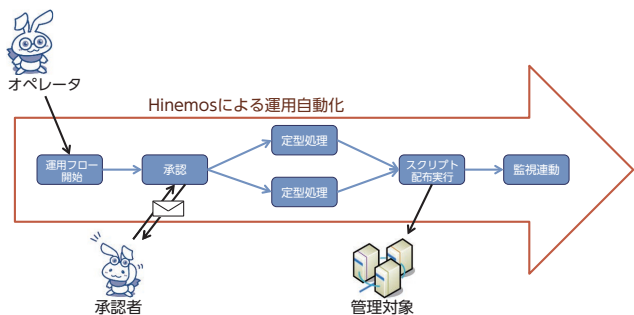 オペレータ
Hinemosによる運用自動化
運用フロー
開始
承認
定型処理
定型処理
スクリプト
配布実行
監視連動
承認者
管理対象